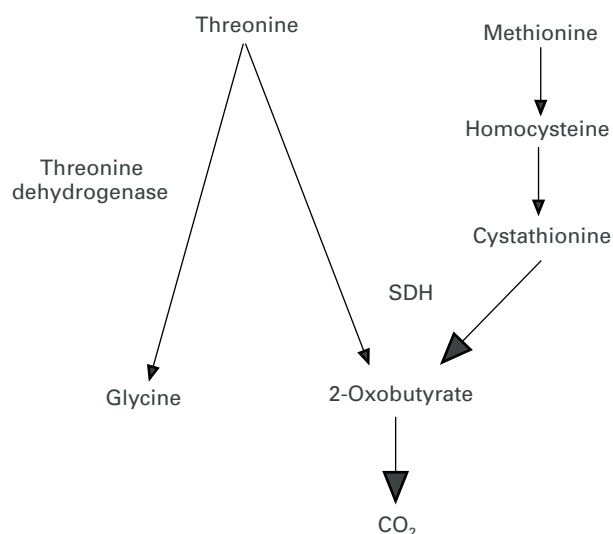 Threonine
Methionine
Homocysteine
Threonine
dehydrogenase
Cystathionine
SDH
Glycine
2-Oxobutyrate
CO₂